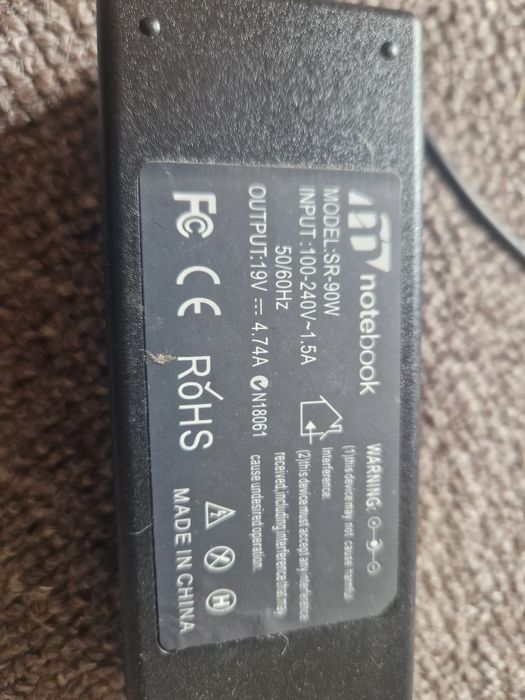 notebook
MODEL:SR-90W
INPUT:100-240V~1.5A
50/60Hz
OUTPUT:19V⎓4.74A
N18061
FC CE RoHS
WARNING:
(1)this device may not cause harmful
Interference.
(2)this device must accept any interference
received,including interference that may
cause undesired operation.
H
MADE IN CHINA